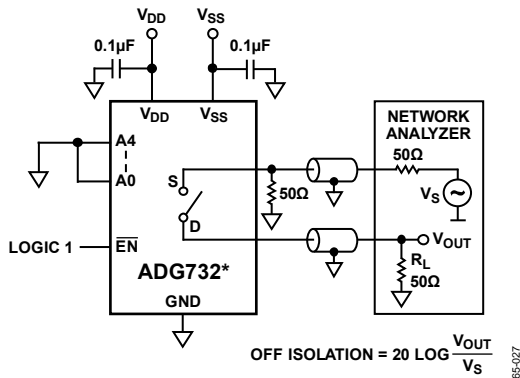 VDD
VSS
0.1µF
0.1µF
VDD
VSS
A4
A0
S
D
50Ω
LOGIC 1
EN
ADG732*
GND
NETWORK
ANALYZER
50Ω
VS
VOUT
RL
50Ω
OFF ISOLATION = 20 LOG VOUT
VS
65-027